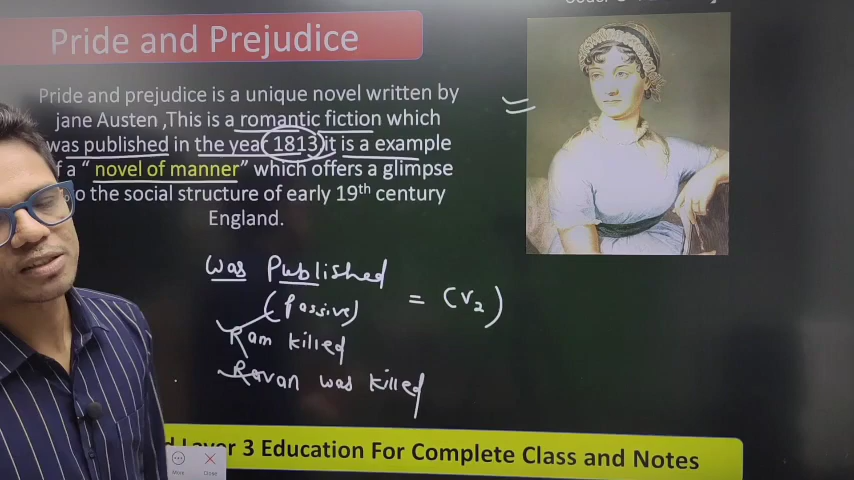 Pride and Prejudice
Pride and prejudice is a unique novel written by
jane Austen ,This is a romantic fiction which
was published in the year 1813, it is a example
a “ novel of manner” which offers a glimpse
the social structure of early 19th century
England.
=
was Published
(Passive) = (V2)
Ram killed
Ravan was killed
Layer 3 Education For Complete Class and Notes
More
Close